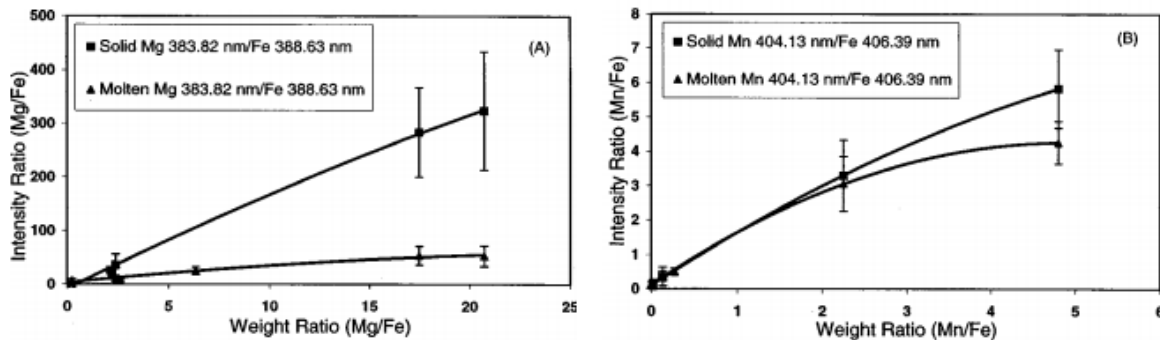 500
400
300
200
100
0
Intensity Ratio (Mg/Fe)
Solid Mg 383.82 nm/Fe 388.63 nm
Molten Mg 383.82 nm/Fe 388.63 nm
(A)
0 5 10 15 20 25
Weight Ratio (Mg/Fe)
8
7
6
5
4
3
2
1
0
Intensity Ratio (Mn/Fe)
Solid Mn 404.13 nm/Fe 406.39 nm
Molten Mn 404.13 nm/Fe 406.39 nm
(B)
0 1 2 3 4 5 6
Weight Ratio (Mn/Fe)